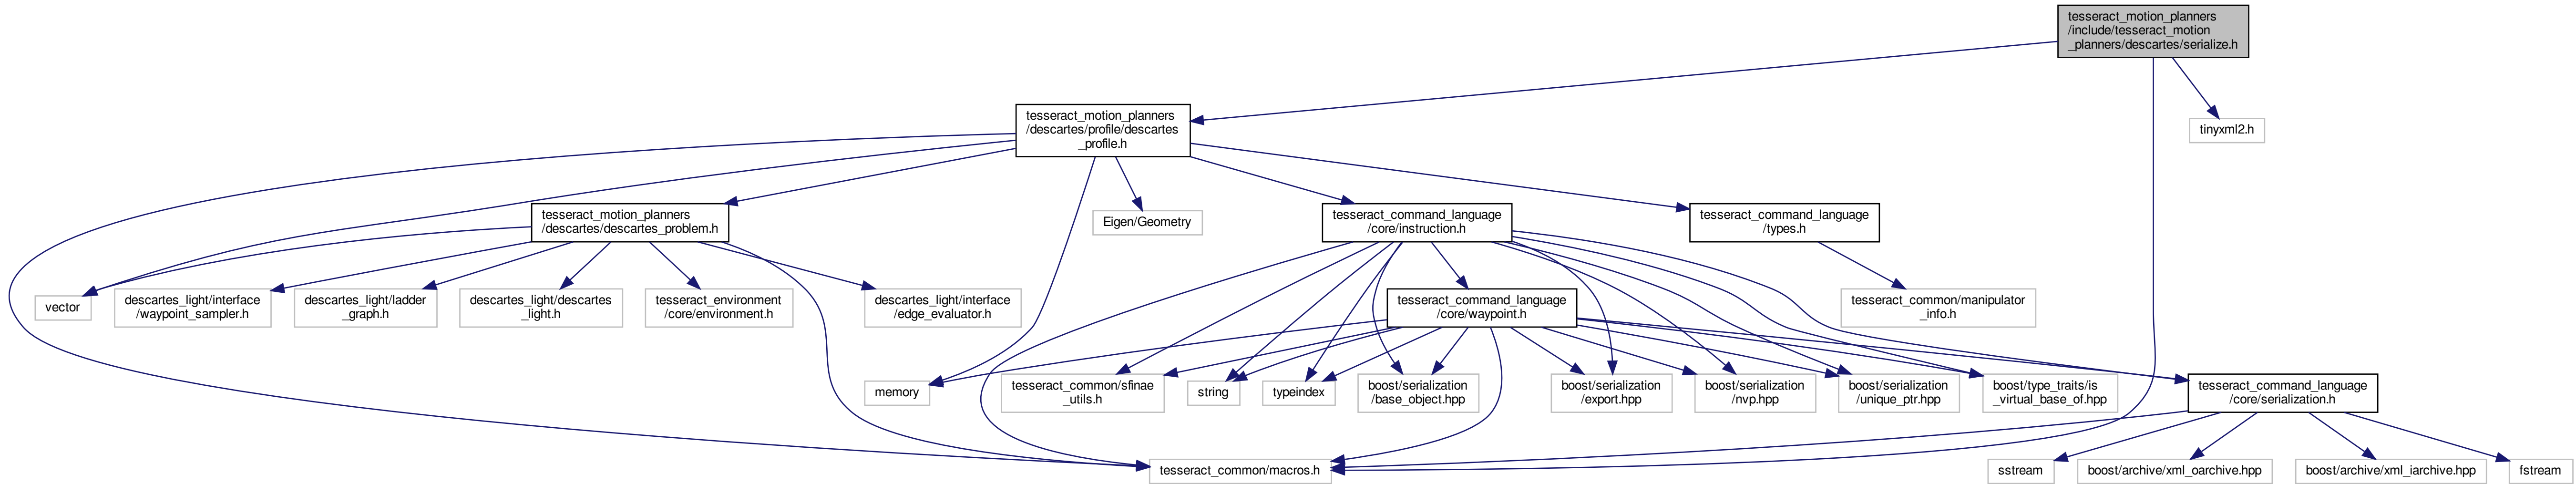 tesseract_motion_planners
/include/tesseract_motion
_planners/descartes/serialize.h
tesseract_motion_planners
/descartes/profile/descartes
_profile.h
tinyxml2.h
tesseract_motion_planners
/descartes/descartes_problem.h
Eigen/Geometry
tesseract_command_language
/core/instruction.h
tesseract_command_language
/types.h
vector
descartes_light/interface
/waypoint_sampler.h
descartes_light/ladder
_graph.h
descartes_light/descartes
_light.h
tesseract_environment
/core/environment.h
descartes_light/interface
/edge_evaluator.h
tesseract_command_language
/core/waypoint.h
tesseract_common/manipulator
_info.h
memory
tesseract_common/sfinae
_utils.h
string
typeindex
boost/serialization
/base_object.hpp
boost/serialization
/export.hpp
boost/serialization
/nvp.hpp
boost/serialization
/unique_ptr.hpp
boost/type_traits/is
_virtual_base_of.hpp
tesseract_command_language
/core/serialization.h
tesseract_common/macros.h
sstream
boost/archive/xml_oarchive.hpp
boost/archive/xml_iarchive.hpp
fstream